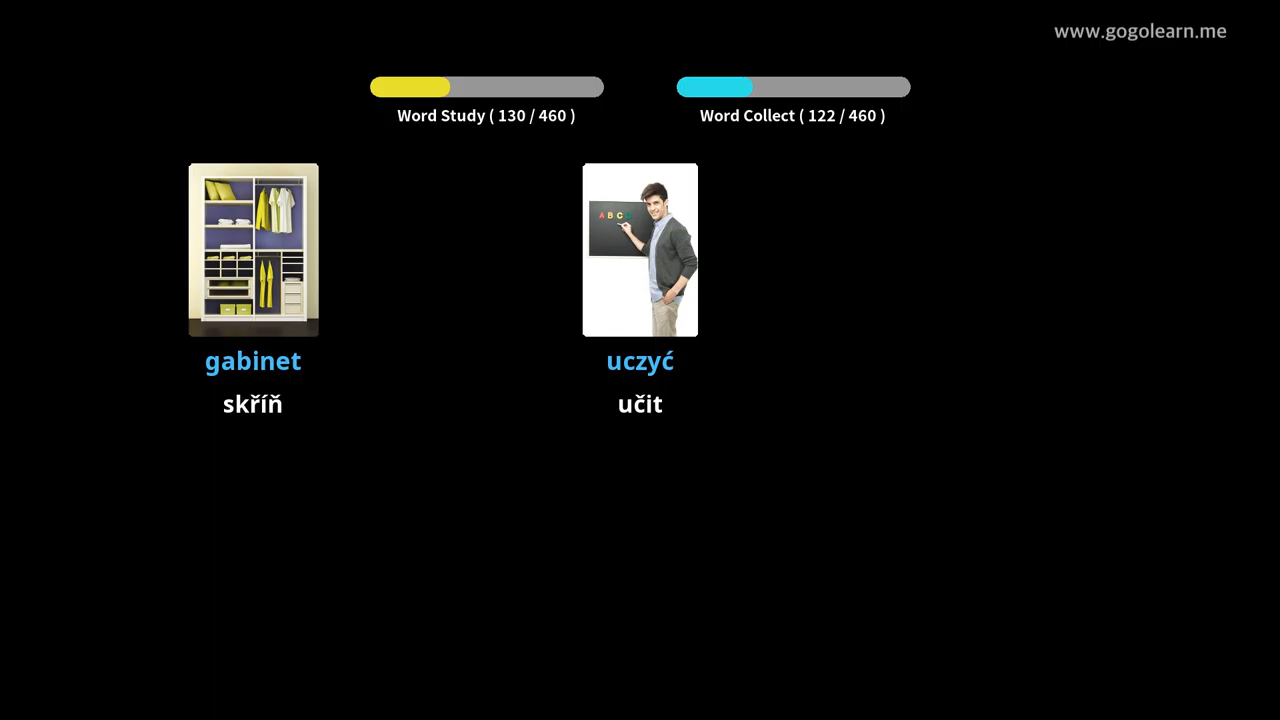 www.gogolearn.me
Word Study ( 130 / 460 )
Word Collect ( 122 / 460 )
A B C D
gabinet
uczyć
skříň
učit